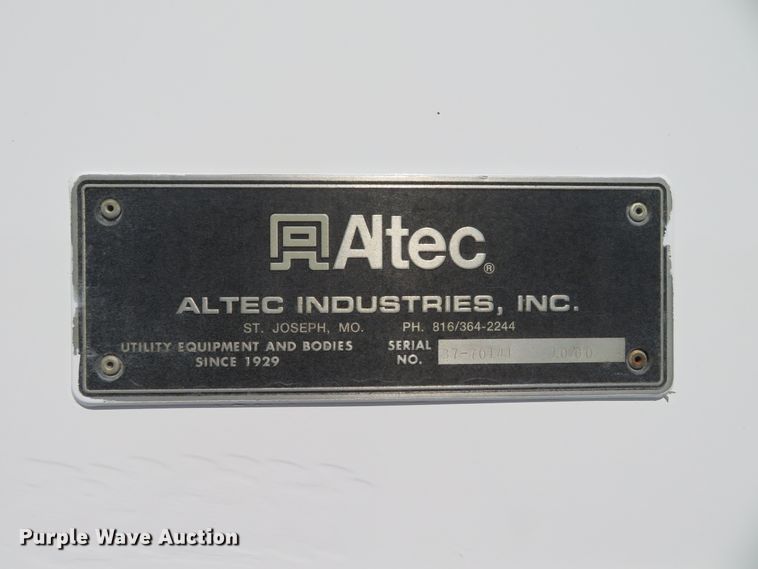 Altec®
ALTEC INDUSTRIES, INC.
ST. JOSEPH, MO. PH. 816/364-2244
UTILITY EQUIPMENT AND BODIES
SINCE 1929
SERIAL
NO.
Purple Wave Auction